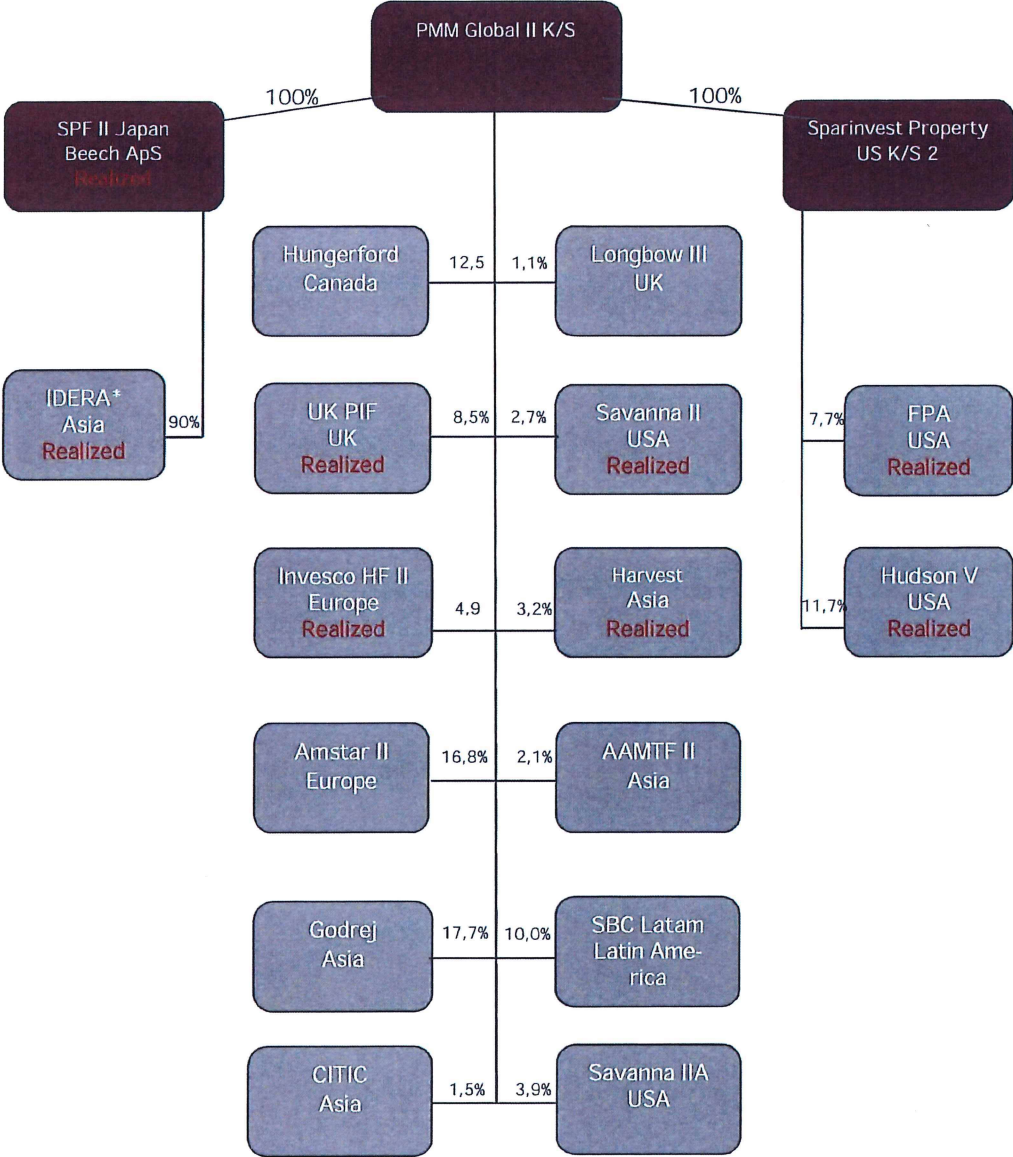 PMM Global II K/S
100%
100%
SPF II Japan
Beech ApS
Realized
Sparinvest Property
US K/S 2
Hungerford
Canada
12,5
1,1%
Longbow III
UK
IDERA*
Asia
Realized
90%
UK PIF
UK
Realized
8,5%
2,7%
Savanna II
USA
Realized
7,7%
FPA
USA
Realized
Invesco HF II
Europe
Realized
4,9
3,2%
Harvest
Asia
Realized
11,7%
Hudson V
USA
Realized
Amstar II
Europe
16,8%
2,1%
AAMTF II
Asia
Godrej
Asia
17,7%
10,0%
SBC Latam
Latin Ame-
rica
CITIC
Asia
1,5%
3,9%
Savanna IIA
USA